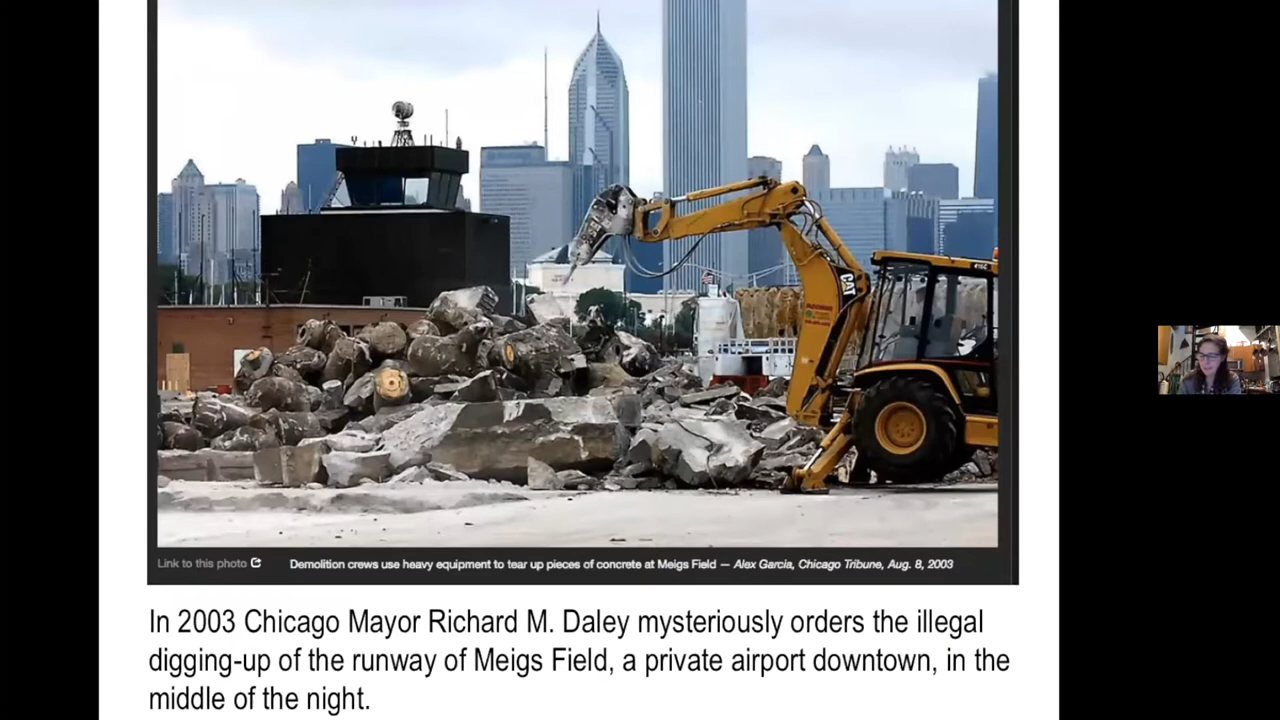 CAT
416C
Link to this photo
Demolition crews use heavy equipment to tear up pieces of concrete at Meigs Field — Alex Garcia, Chicago Tribune, Aug. 8, 2003
In 2003 Chicago Mayor Richard M. Daley mysteriously orders the illegal
digging-up of the runway of Meigs Field, a private airport downtown, in the
middle of the night.